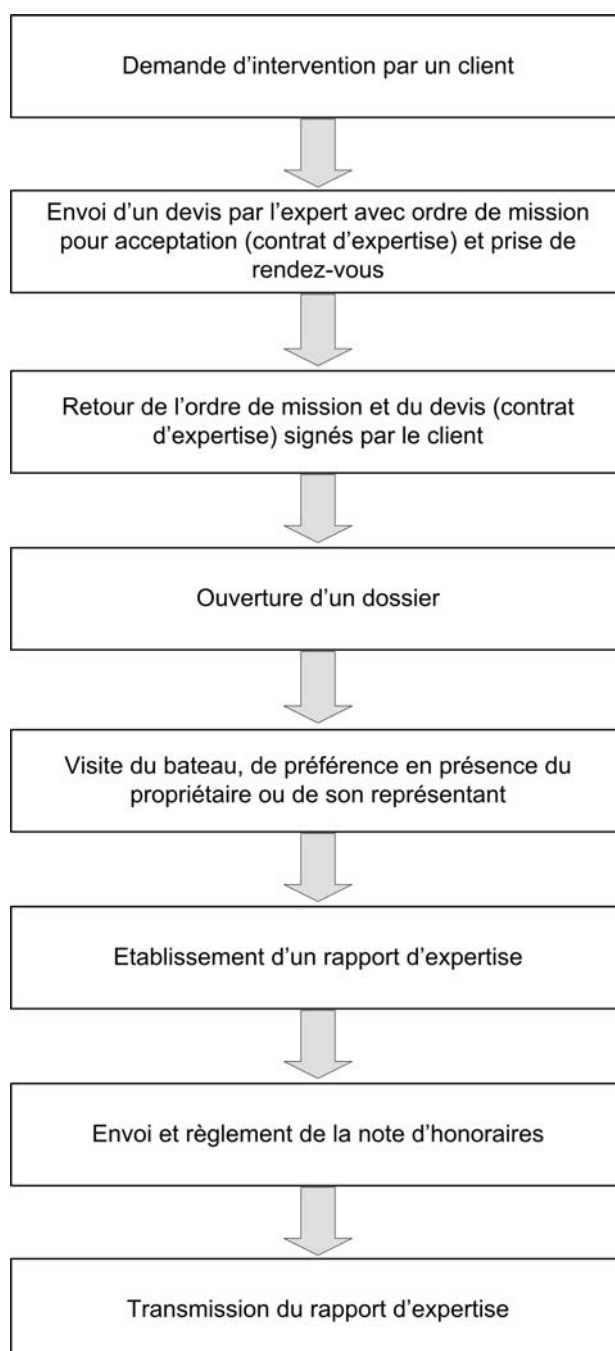 Demande d’intervention par un client
Envoi d’un devis par l’expert avec ordre de mission
pour acceptation (contrat d’expertise) et prise de
rendez-vous
Retour de l’ordre de mission et du devis (contrat
d’expertise) signés par le client
Ouverture d’un dossier
Visite du bateau, de préférence en présence du
propriétaire ou de son représentant
Etablissement d’un rapport d’expertise
Envoi et règlement de la note d’honoraires
Transmission du rapport d’expertise